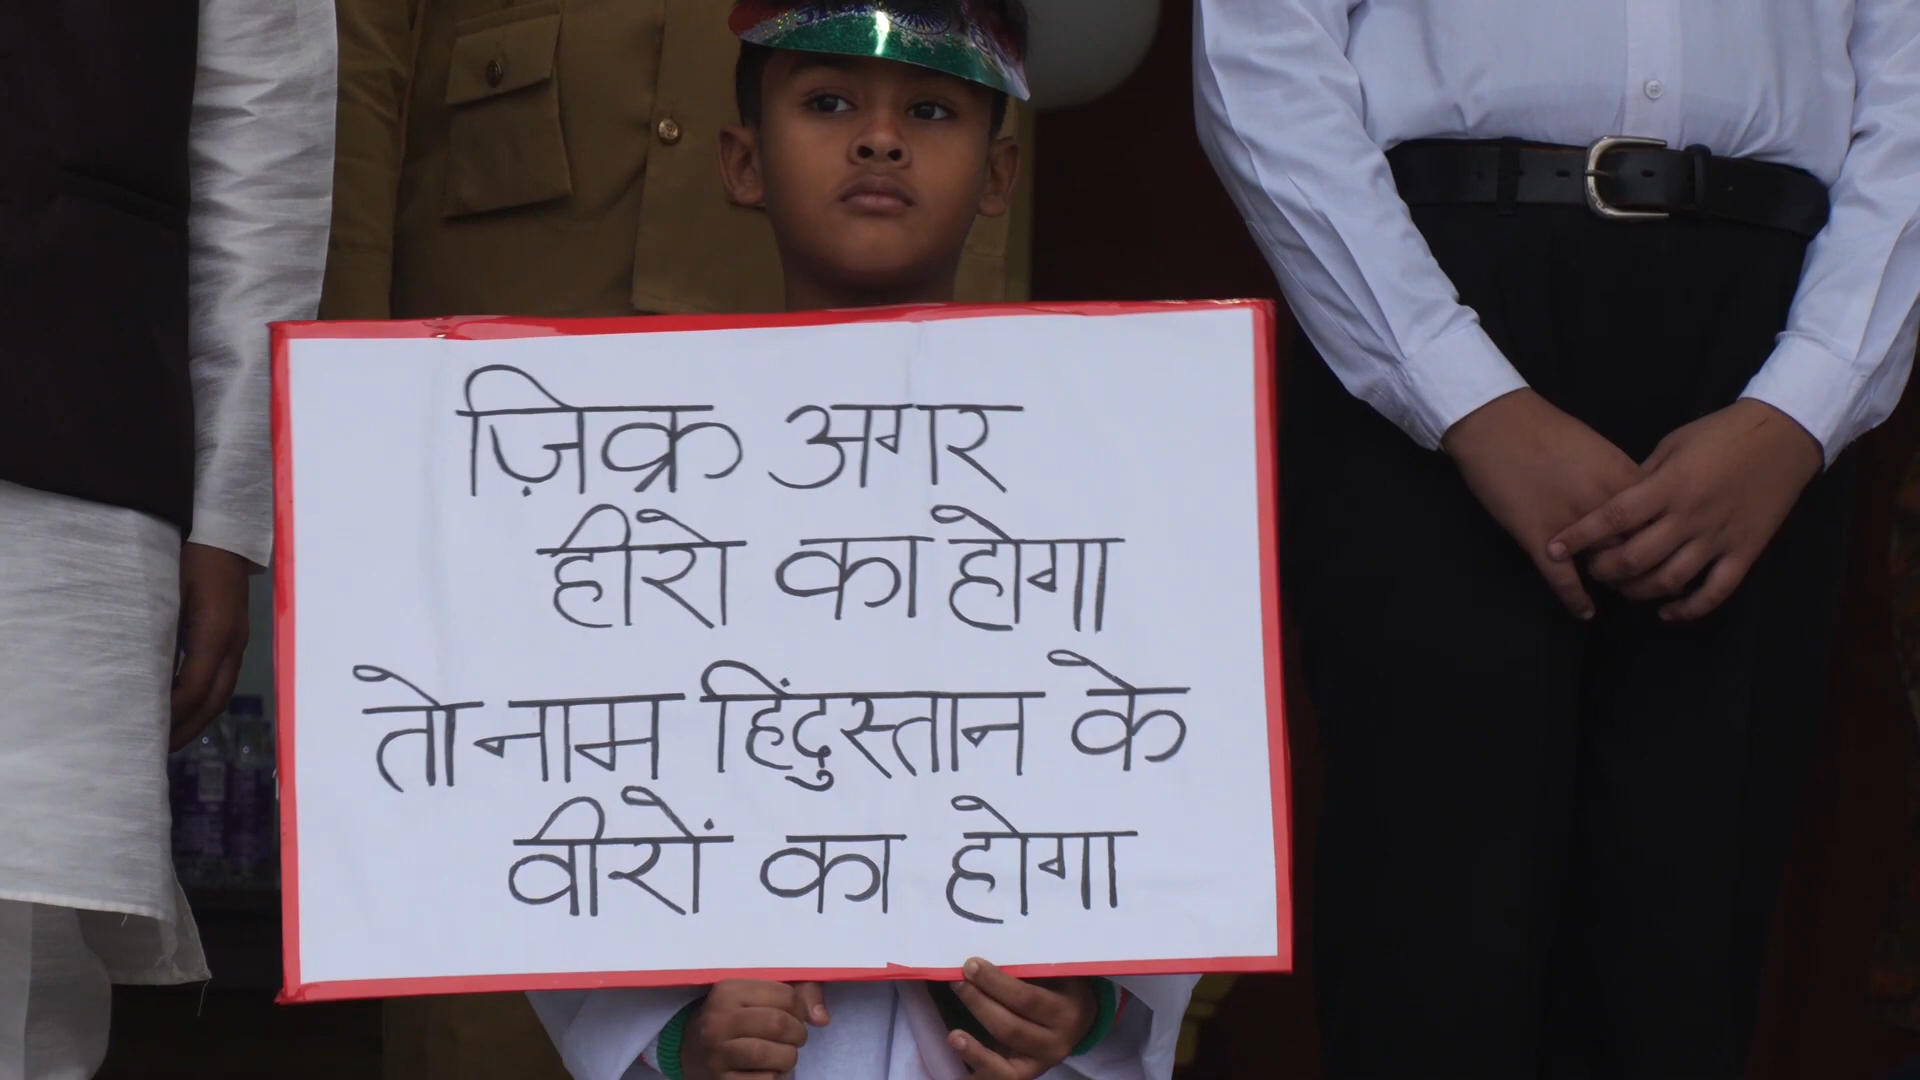 ज़िक्र अगर
हीरो का होगा
तो नाम हिंदुस्तान के
वीरों का होगा